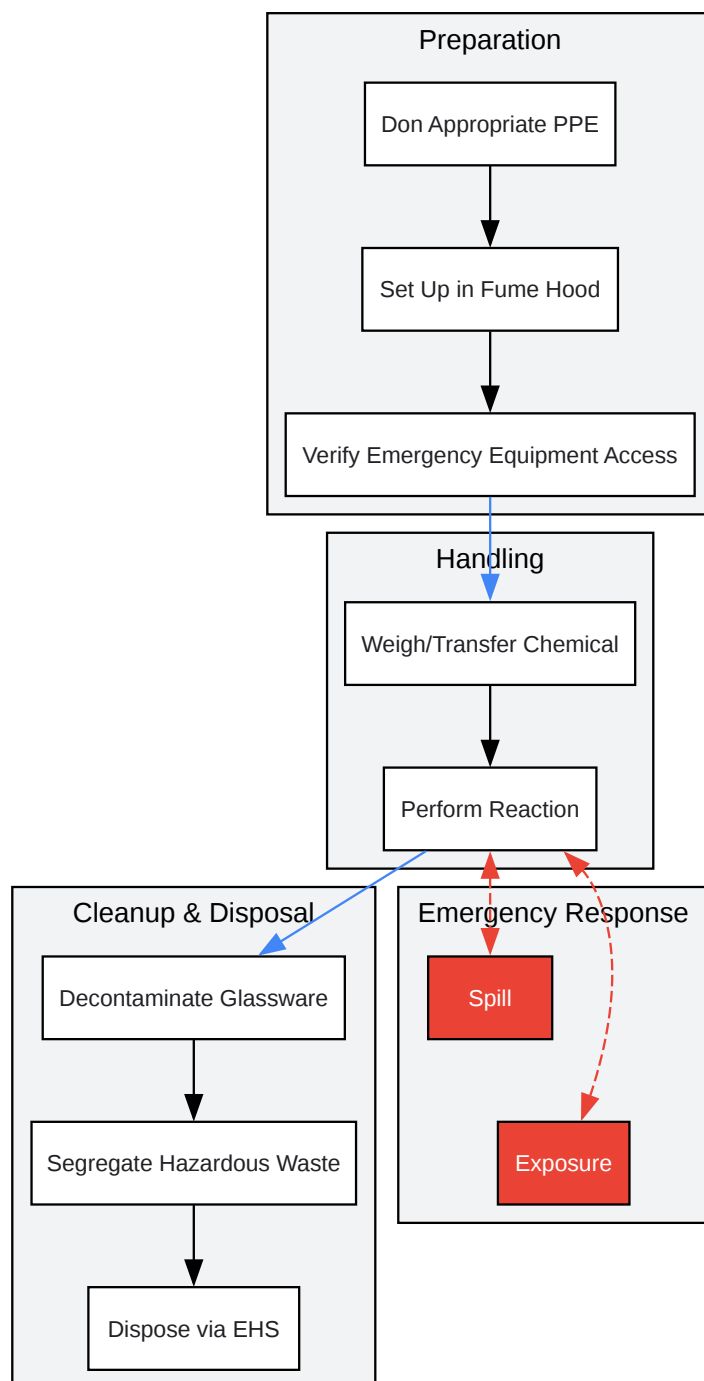 Preparation
Don Appropriate PPE
Set Up in Fume Hood
Verify Emergency Equipment Access
Handling
Weigh/Transfer Chemical
Perform Reaction
Cleanup & Disposal
Decontaminate Glassware
Segregate Hazardous Waste
Dispose via EHS
Emergency Response
Spill
Exposure